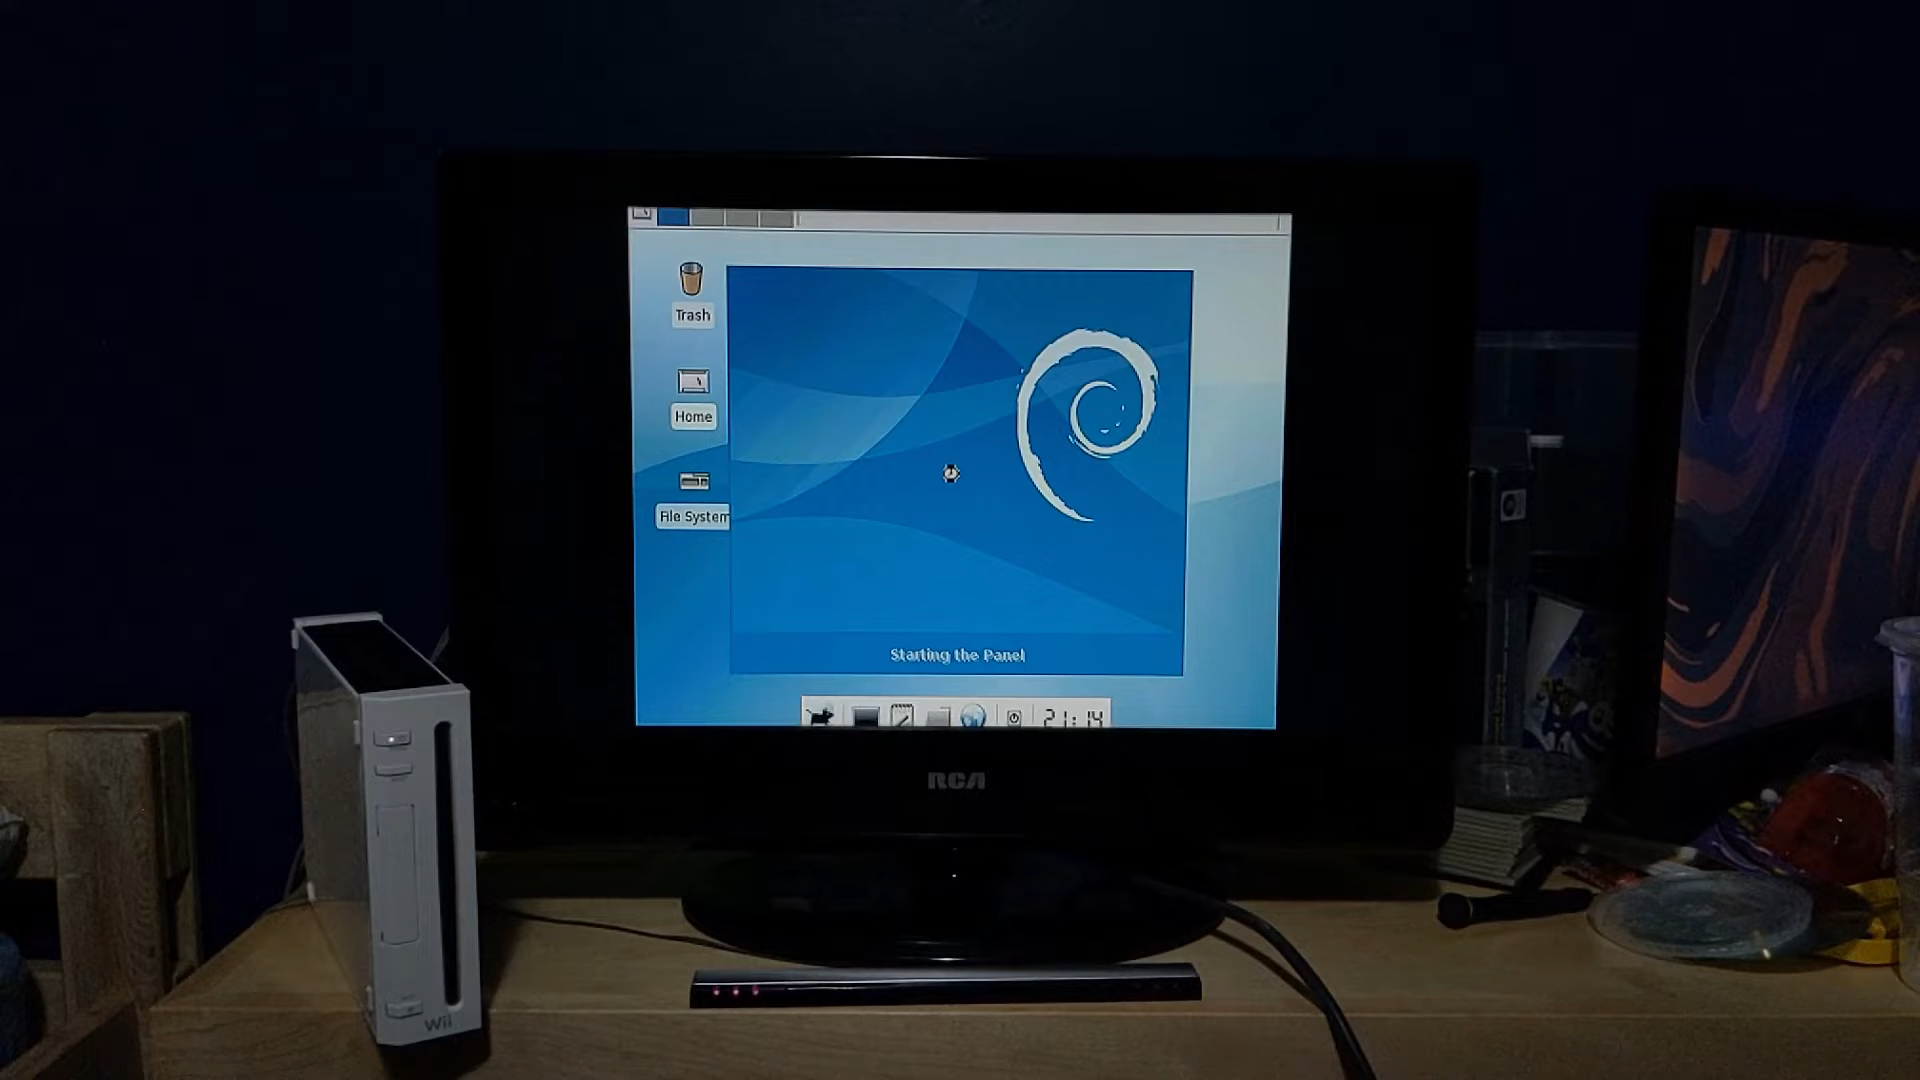 Trash
Home
File System
Starting the Panel
21:14
RCA
Wii